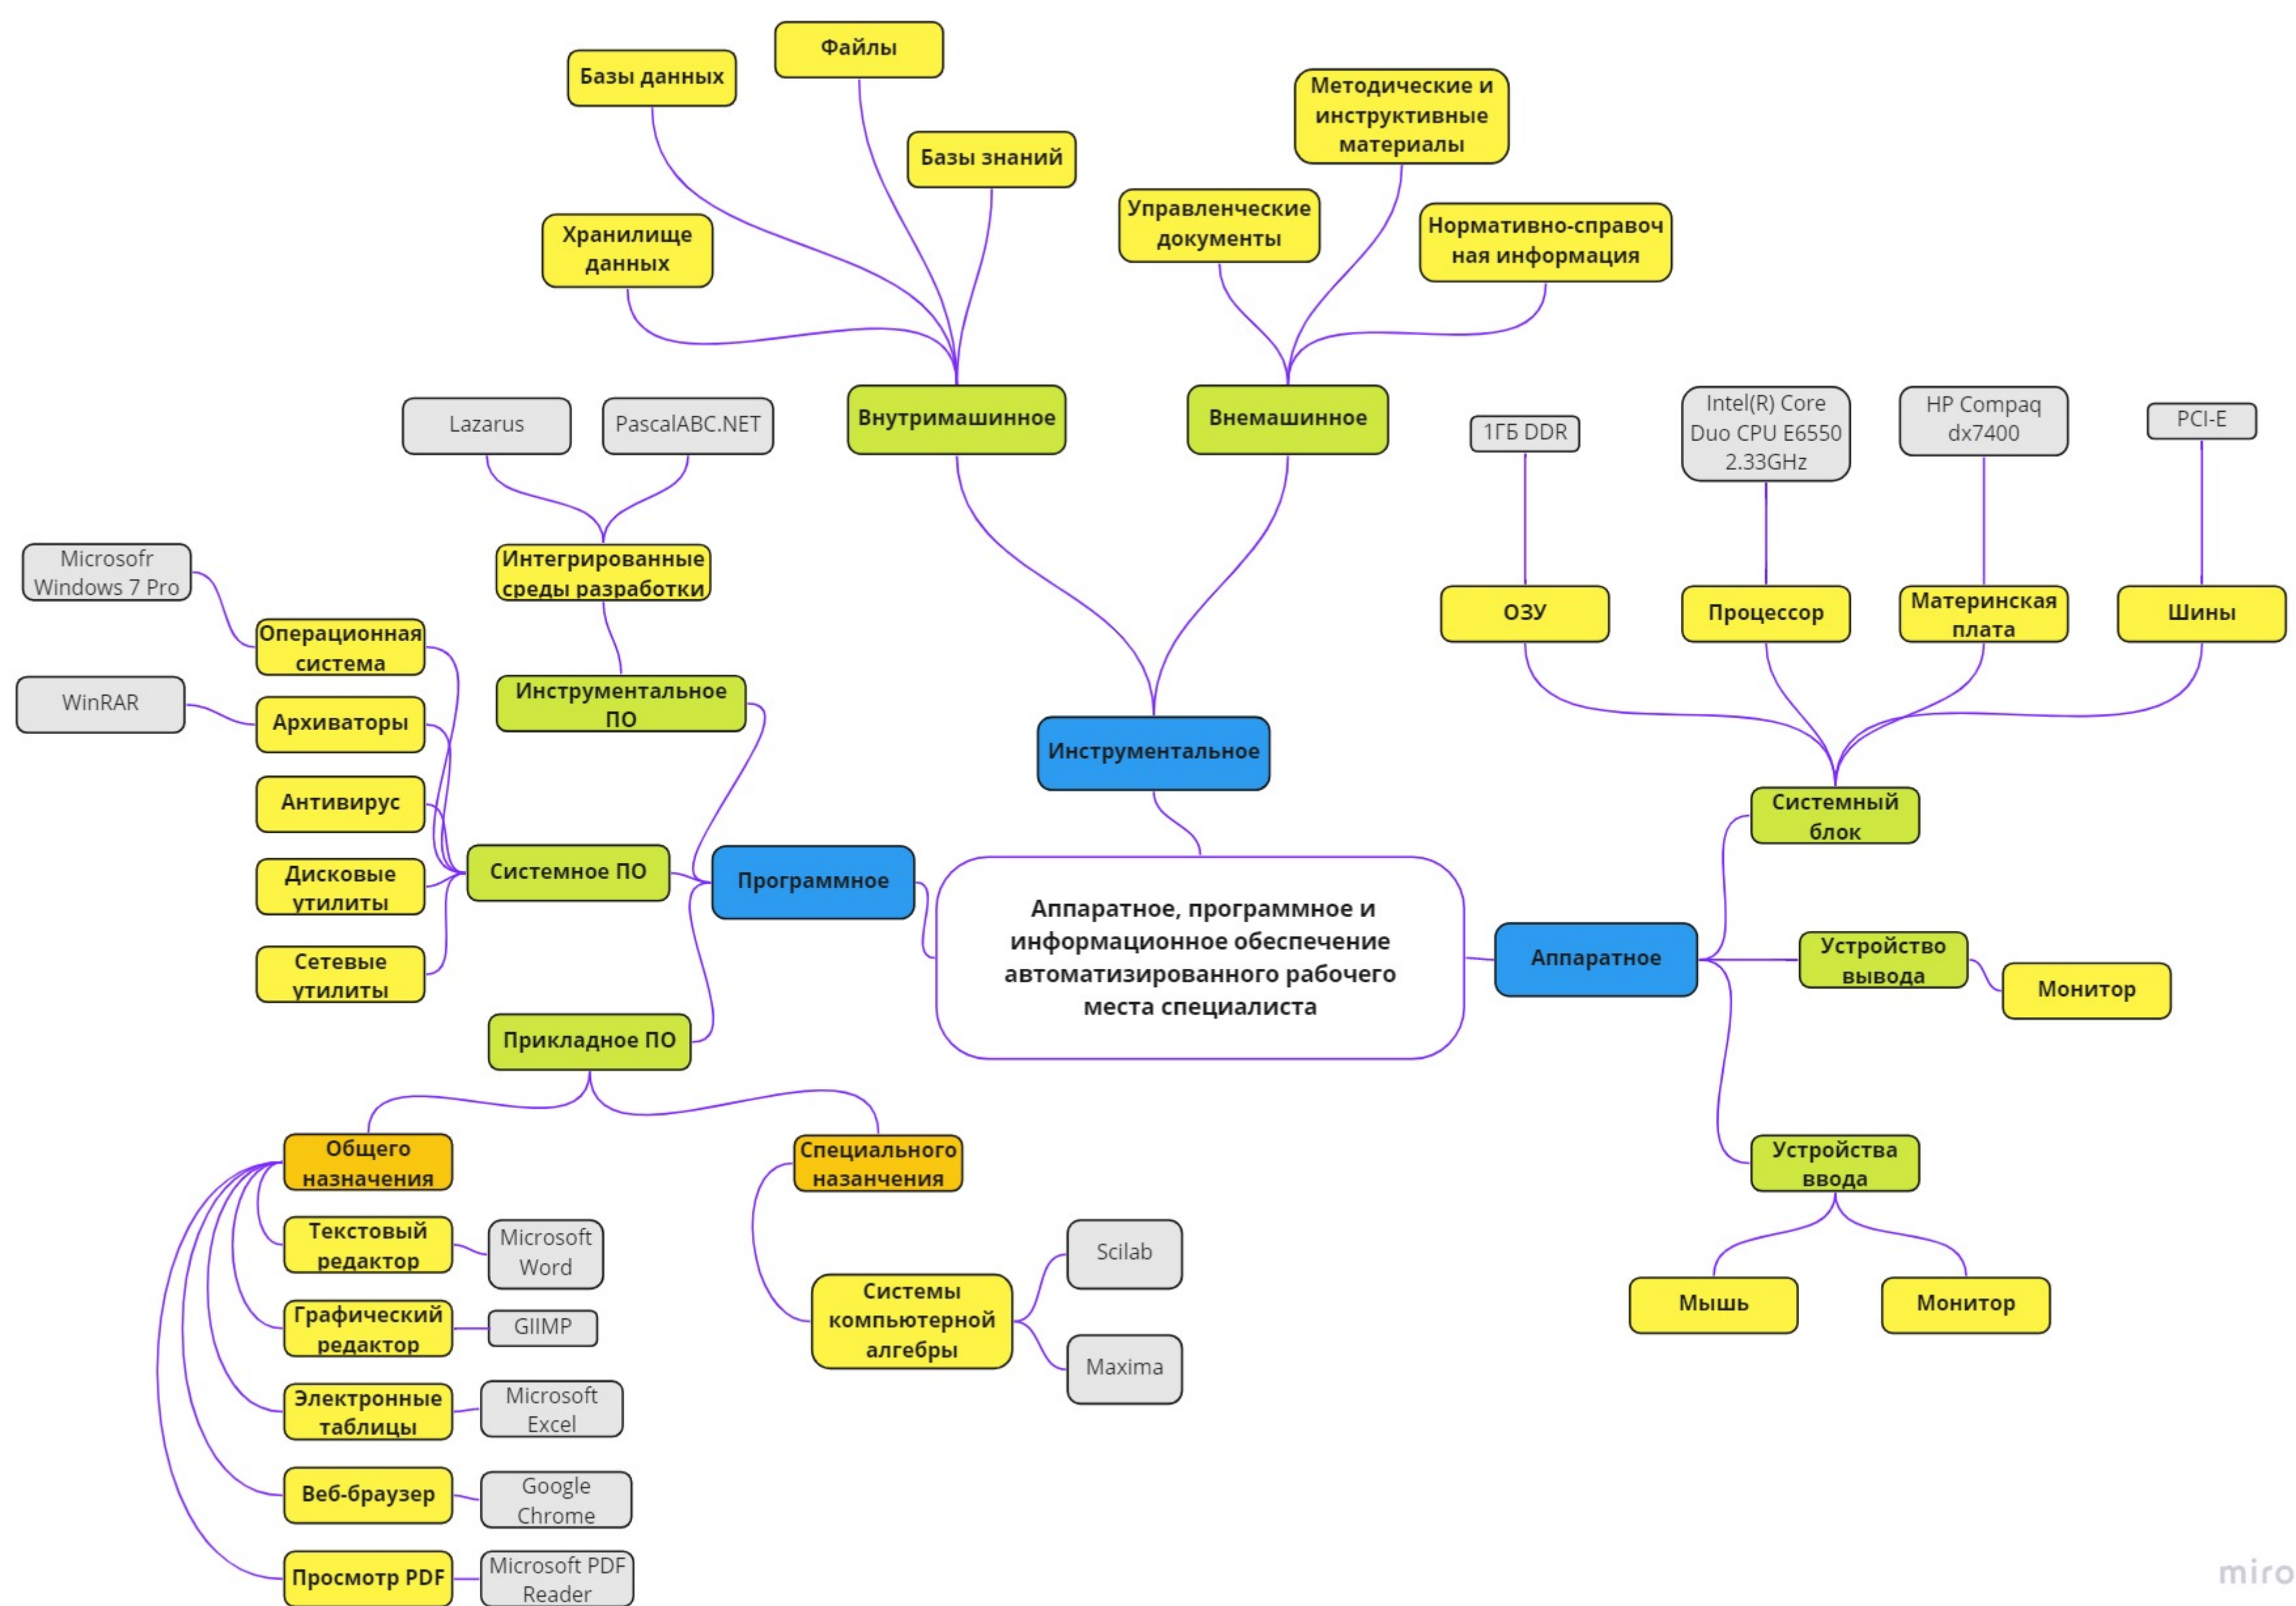 Файлы
Базы данных
Методические и
инструктивные
материалы
Базы знаний
Управленческие
документы
Нормативно-справоч
ная информация
Хранилище
данных
Lazarus
PascalABC.NET
Внутримашинное
Внемашинное
1ГБ DDR
Intel(R) Core
Duo CPU E6550
2.33GHz
HP Compaq
dx7400
PCI-E
Microsofr
Windows 7 Pro
Интегрированные
среды разработки
ОЗУ
Процессор
Материнская
плата
Шины
Операционная
система
WinRAR
Архиваторы
Инструментальное
ПО
Инструментальное
Антивирус
Системный
блок
Дисковые
утилиты
Системное ПО
Программное
Аппаратное, программное и
информационное обеспечение
автоматизированного рабочего
места специалиста
Аппаратное
Устройство
вывода
Монитор
Сетевые
утилиты
Прикладное ПО
Общего
назначения
Специального
назанчения
Устройства
ввода
Текстовый
редактор
Microsoft
Word
Scilab
Системы
компьютерной
алгебры
Мышь
Монитор
Графический
редактор
GIIMP
Maxima
Электронные
таблицы
Microsoft
Excel
Веб-браузер
Google
Chrome
Просмотр PDF
Microsoft PDF
Reader
miro